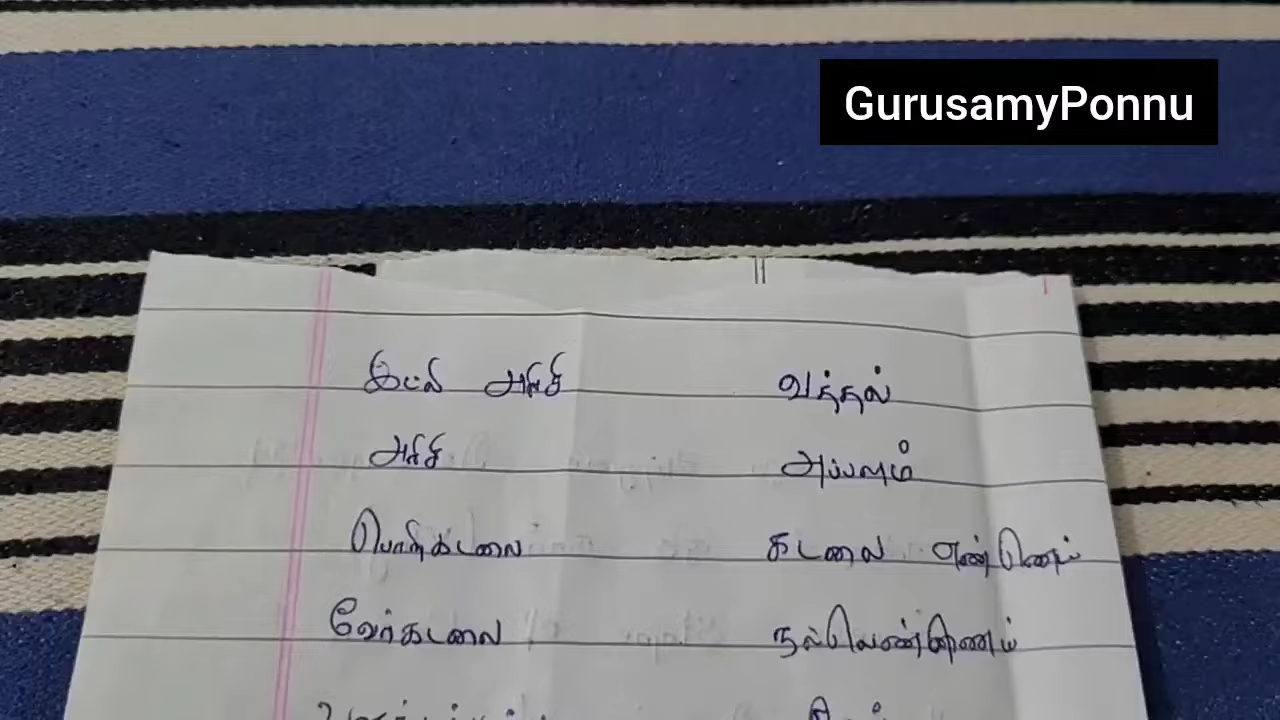 GurusamyPonnu
இட்லி அரிசி வத்தல்
அரிசி அப்பளம்
பொரிகடலை கடலை எண்ணெய்
வேர்கடலை நல்லெண்ணெய்